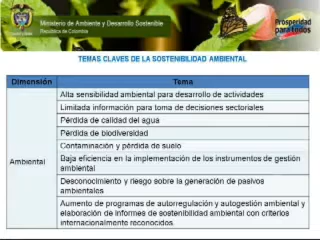 Ministerio de Ambiente y Desarrollo Sostenible
República de Colombia
Prosperidad
para todos
TEMAS CLAVES DE LA SOSTENIBILIDAD AMBIENTAL
Dimensión
Tema
Ambiental
Alta sensibilidad ambiental para desarrollo de actividades
Limitada información para toma de decisiones sectoriales
Pérdida de calidad del agua
Pérdida de biodiversidad
Contaminación y pérdida de suelo
Baja eficiencia en la implementación de los instrumentos de gestión
ambiental
Desconocimiento y riesgo sobre la generación de pasivos
ambientales
Aumento de programas de autorregulación y autogestión ambiental y
elaboración de informes de sostenibilidad ambiental con criterios
internacionalmente reconocidos.